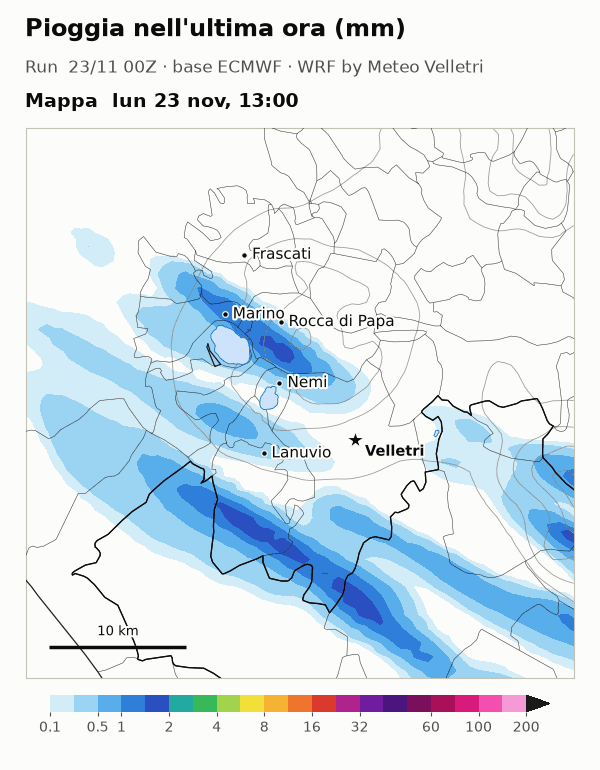 Pioggia nell'ultima ora (mm)
Run  23/11 00Z · base ECMWF · WRF by Meteo Velletri
Mappa  lun 23 nov, 13:00
Frascati
Marino
Rocca di Papa
Nemi
Velletri
Lanuvio
10 km
0.1 0.5 1 2 4 8 16 32 60 100 200